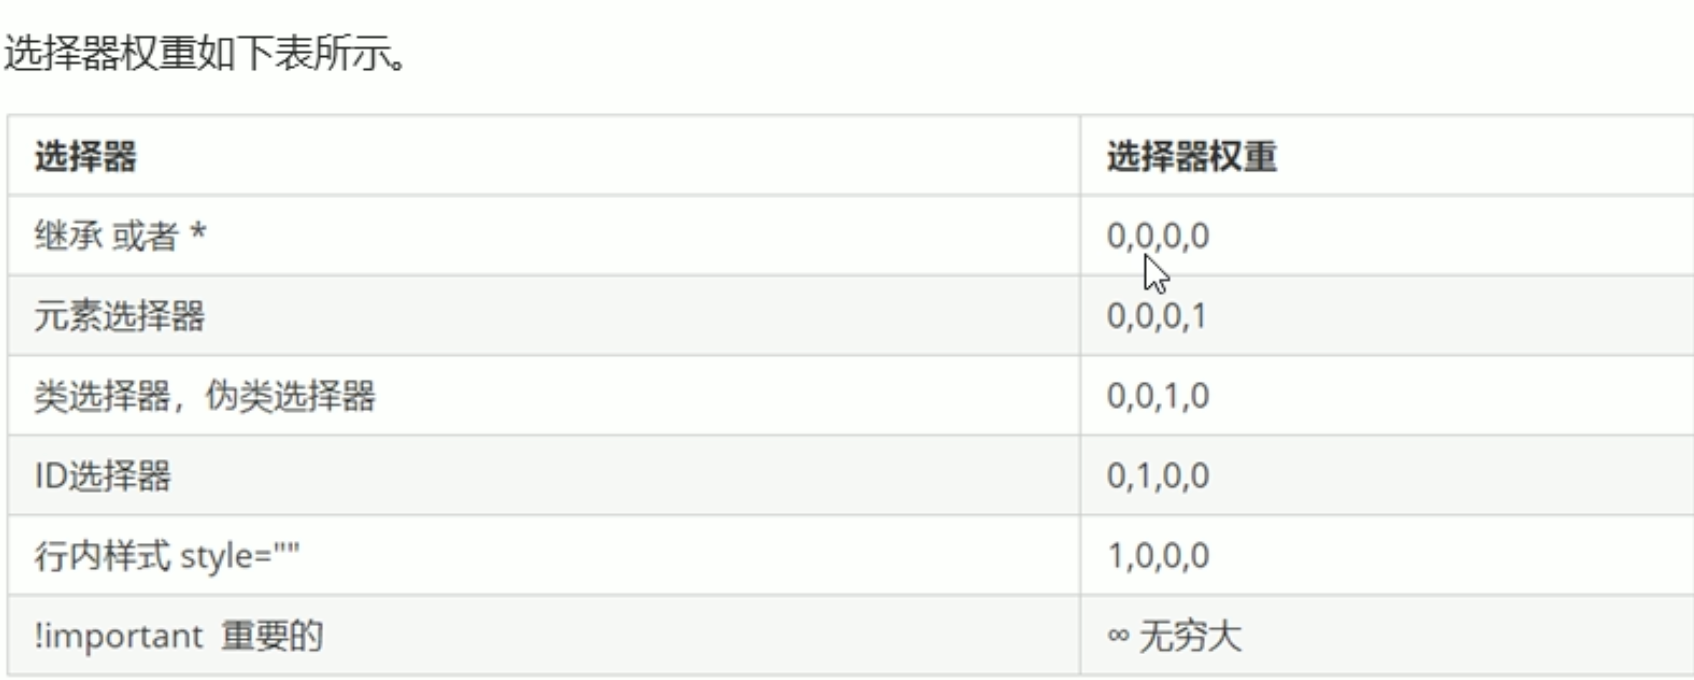 选择器权重如下表所示。
选择器 选择器权重
继承 或者 * 0,0,0,0
元素选择器 0,0,0,1
类选择器，伪类选择器 0,0,1,0
ID选择器 0,1,0,0
行内样式 style="" 1,0,0,0
!important 重要的 ∞ 无穷大